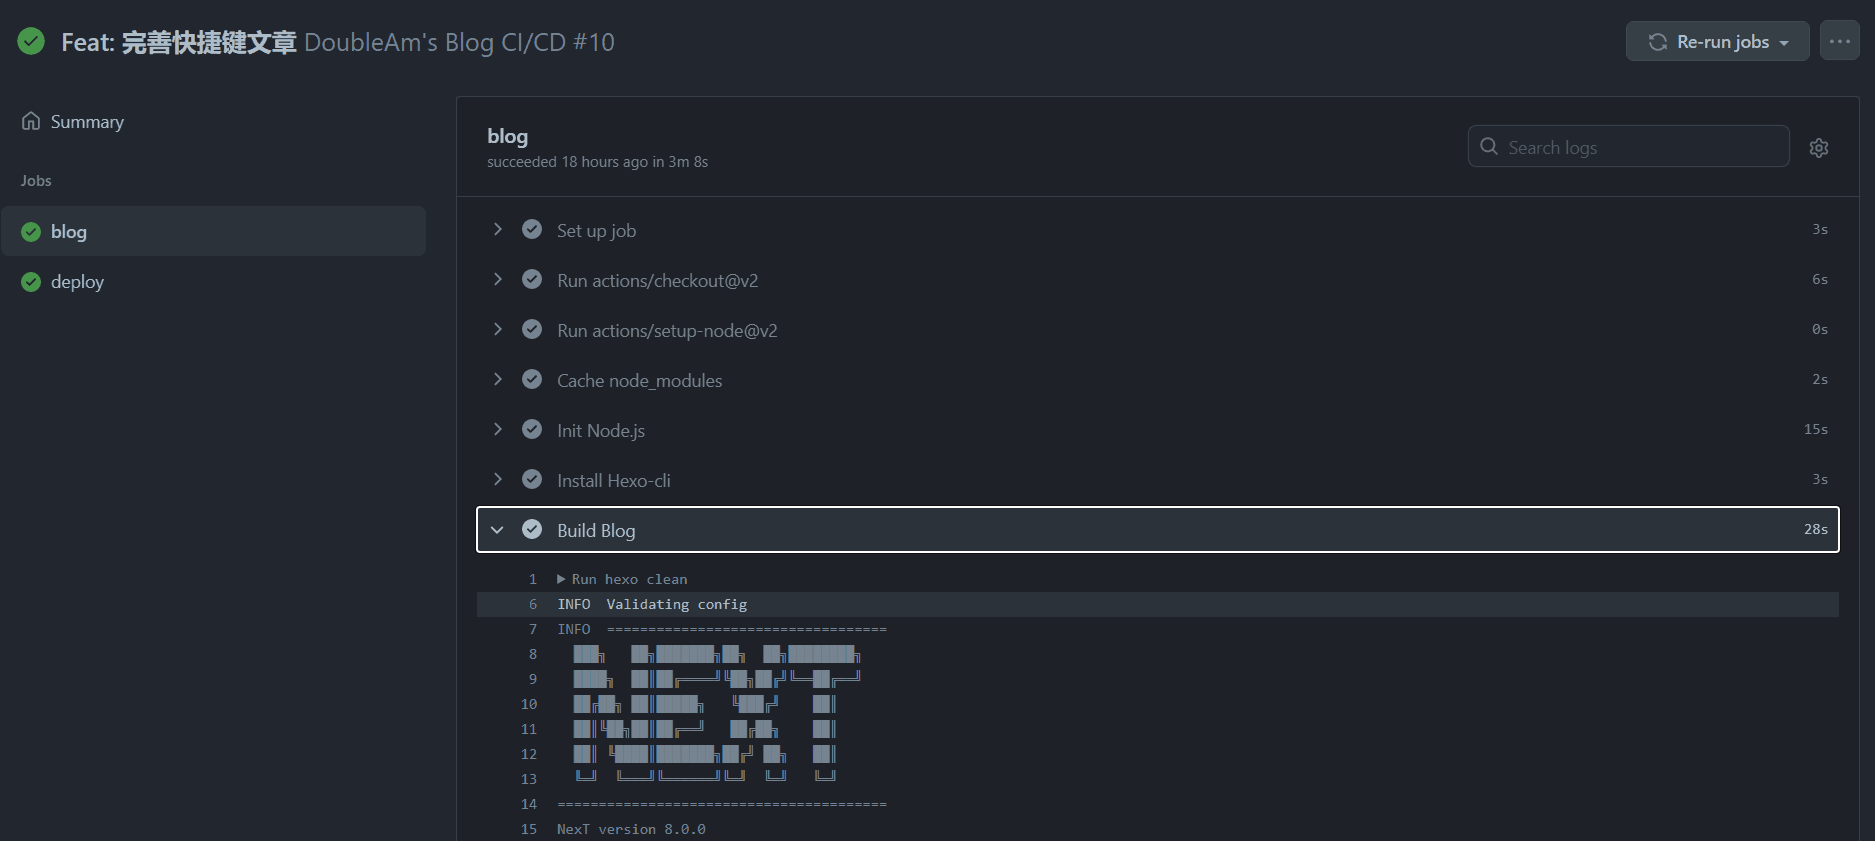 Feat: 完善快捷键文章 DoubleAm's Blog CI/CD #10
Re-run jobs
Summary
Jobs
blog
deploy
blog
succeeded 18 hours ago in 3m 8s
Search logs
Set up job 3s
Run actions/checkout@v2 6s
Run actions/setup-node@v2 0s
Cache node_modules 2s
Init Node.js 15s
Install Hexo-cli 3s
Build Blog 28s
1 Run hexo clean
6 INFO Validating config
7 INFO ==================================
8 ███╗   ██╗███████╗██╗  ██╗████████╗
9 ████╗  ██║██╔════╝╚██╗██╔╝╚══██╔══╝
10 ██╔██╗ ██║█████╗   ╚███╔╝    ██║
11 ██║╚██╗██║██╔══╝   ██╔██╗    ██║
12 ██║ ╚████║███████╗██╔╝ ██╗   ██║
13 ╚═╝  ╚═══╝╚══════╝╚═╝  ╚═╝   ╚═╝
14 ========================================
15 NexT version 8.0.0